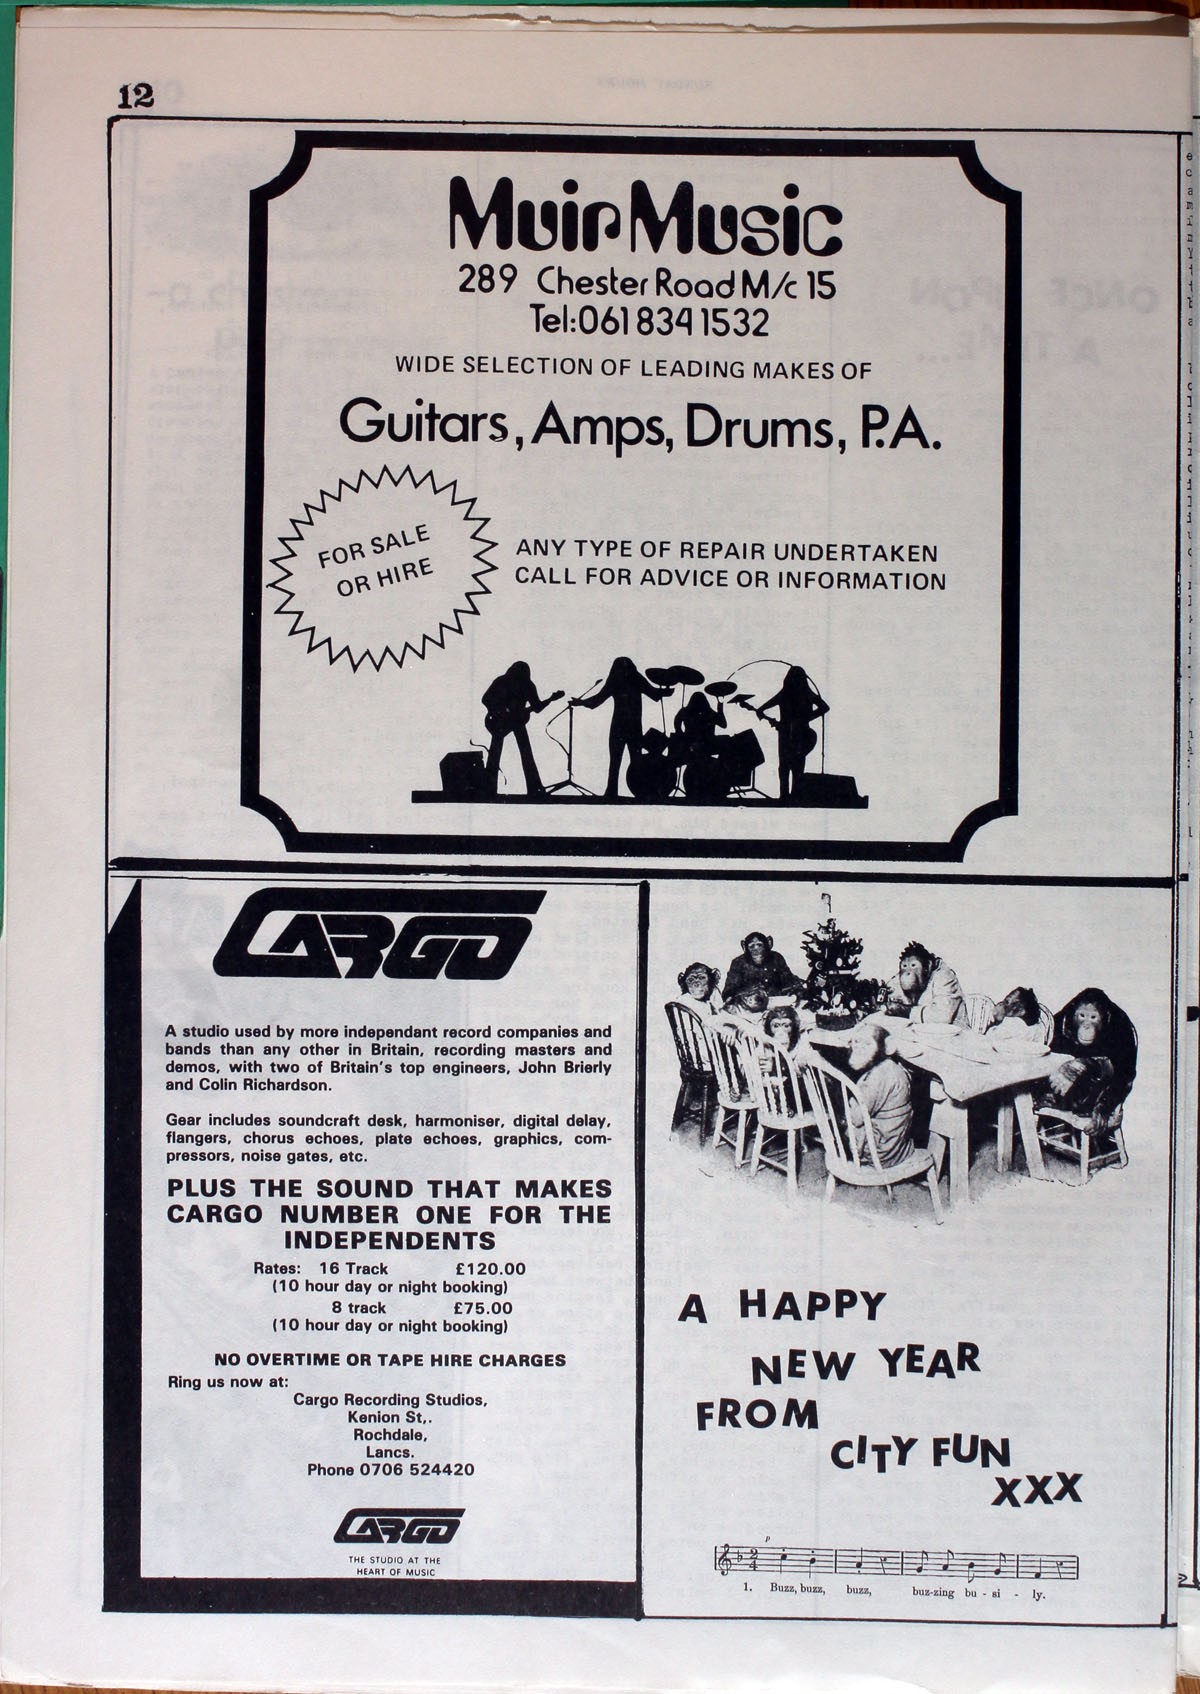 12
Muir Music
289 Chester Road M/c 15
Tel:061 834 1532
WIDE SELECTION OF LEADING MAKES OF
Guitars, Amps, Drums, P.A.
FOR SALE
OR HIRE
ANY TYPE OF REPAIR UNDERTAKEN
CALL FOR ADVICE OR INFORMATION
CARGO
A studio used by more independant record companies and
bands than any other in Britain, recording masters and
demos, with two of Britain's top engineers, John Brierly
and Colin Richardson.
Gear includes soundcraft desk, harmoniser, digital delay,
flangers, chorus echoes, plate echoes, graphics, com-
pressors, noise gates, etc.
PLUS THE SOUND THAT MAKES
CARGO NUMBER ONE FOR THE
INDEPENDENTS
Rates: 16 Track £120.00
(10 hour day or night booking)
8 track £75.00
(10 hour day or night booking)
NO OVERTIME OR TAPE HIRE CHARGES
Ring us now at:
Cargo Recording Studios,
Kenion St,.
Rochdale,
Lancs.
Phone 0706 524420
CARGO
THE STUDIO AT THE
HEART OF MUSIC
A HAPPY
NEW YEAR
FROM
CITY FUN
XXX
p
2
4
1. Buzz, buzz, buzz, buz-zing bu - si - ly.